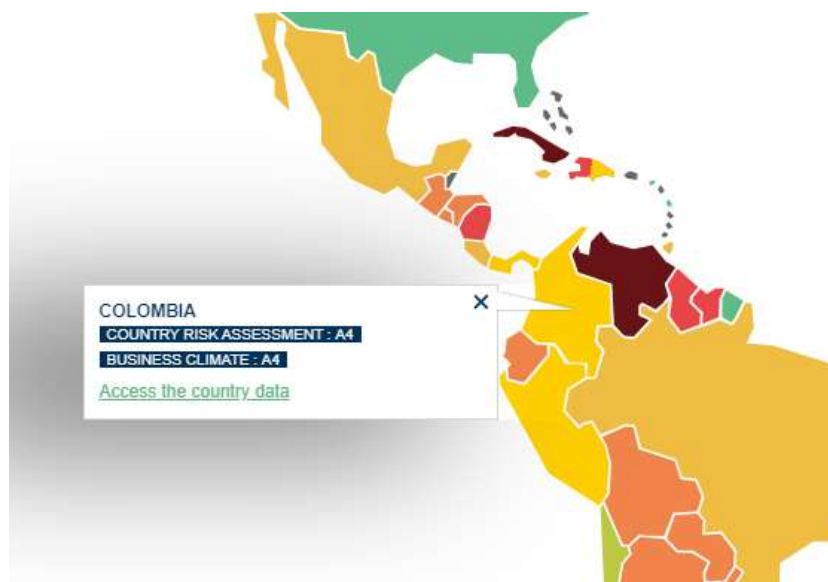 COLOMBIA
COUNTRY RISK ASSESSMENT : A4
BUSINESS CLIMATE : A4
Access the country data